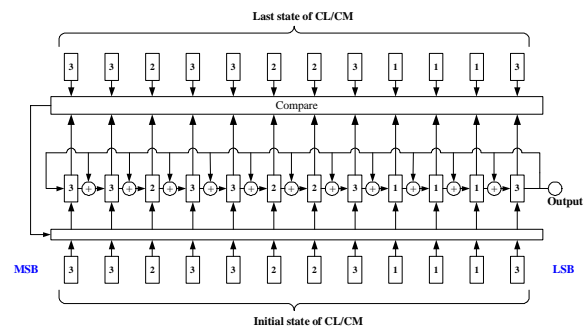 Last state of CL/CM
3 3 2 3 3 2 2 3 1 1 1 3
Compare
3 + 3 + 2 + 3 + 3 + 2 + 2 + 3 + 1 + 1 + 1 + 3
Output
MSB LSB
3 3 2 3 3 2 2 3 1 1 1 3
Initial state of CL/CM